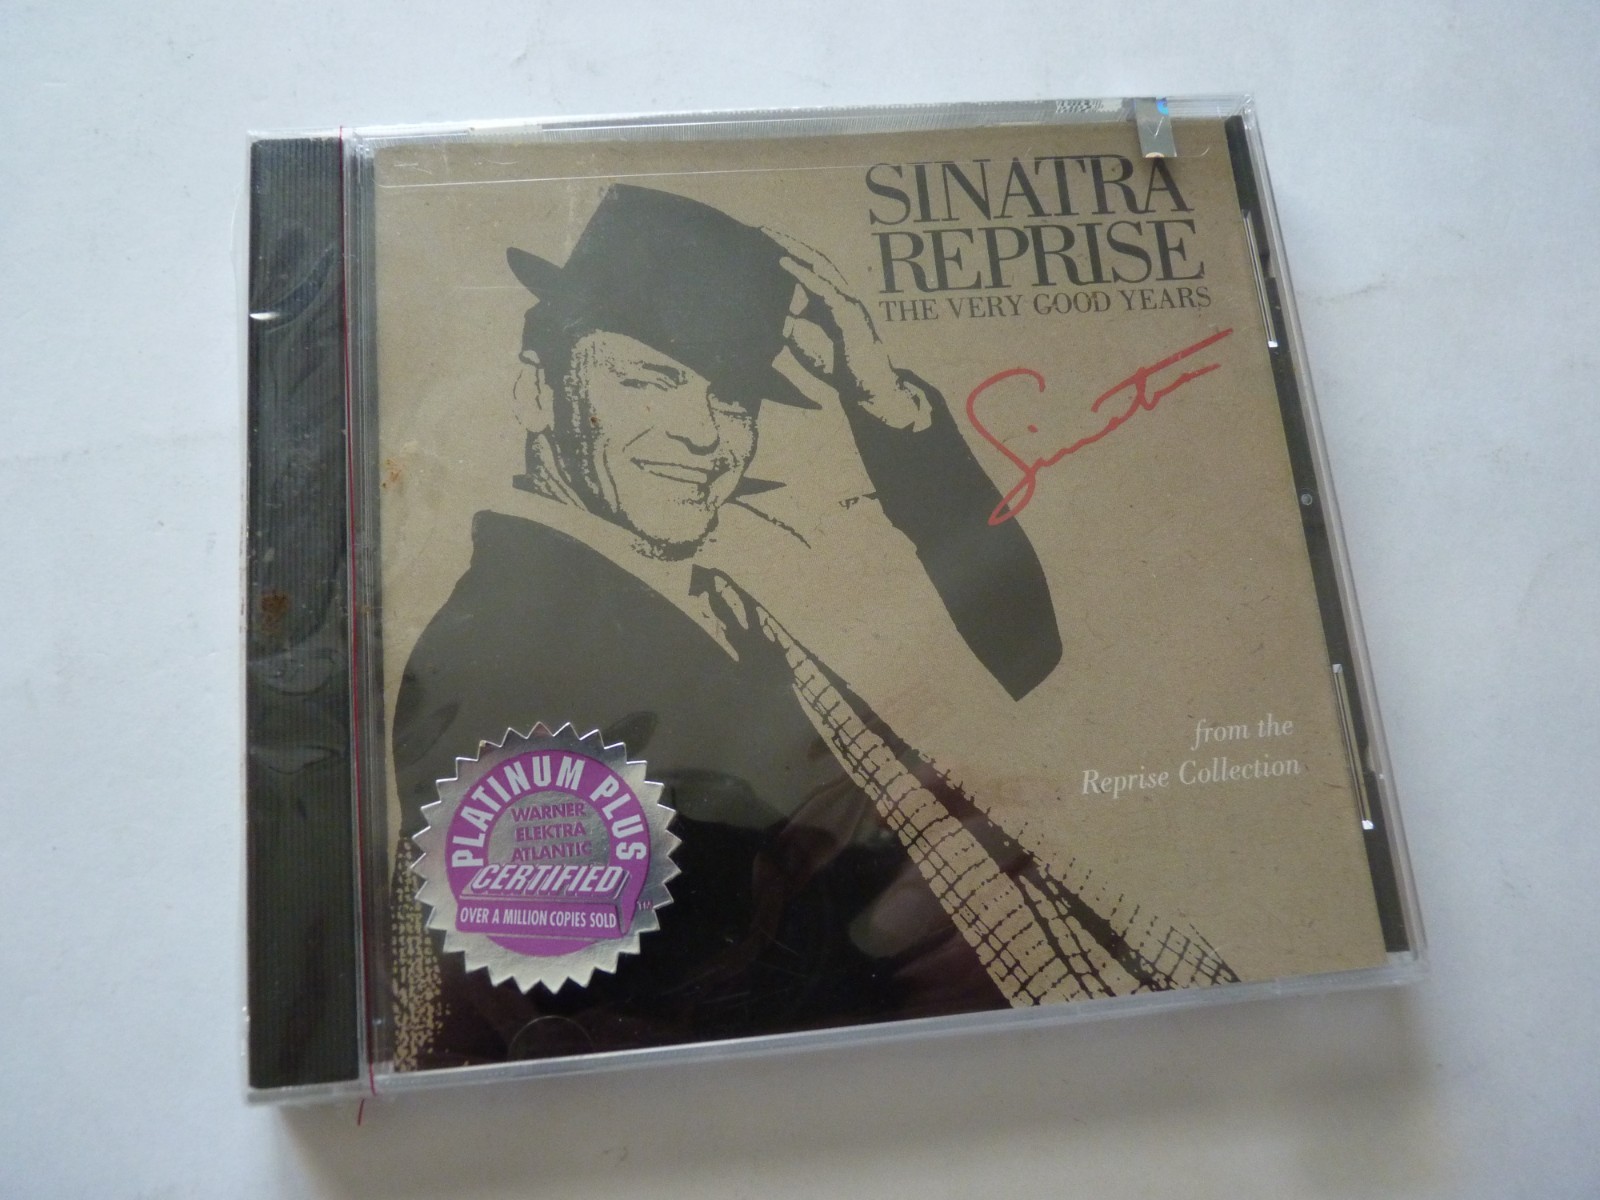 SINATRA
REPRISE
THE VERY GOOD YEARS
Sinatra
from the
Reprise Collection
PLATINUM PLUS
WARNER
ELEKTRA
ATLANTIC
CERTIFIED
TM
OVER A MILLION COPIES SOLD